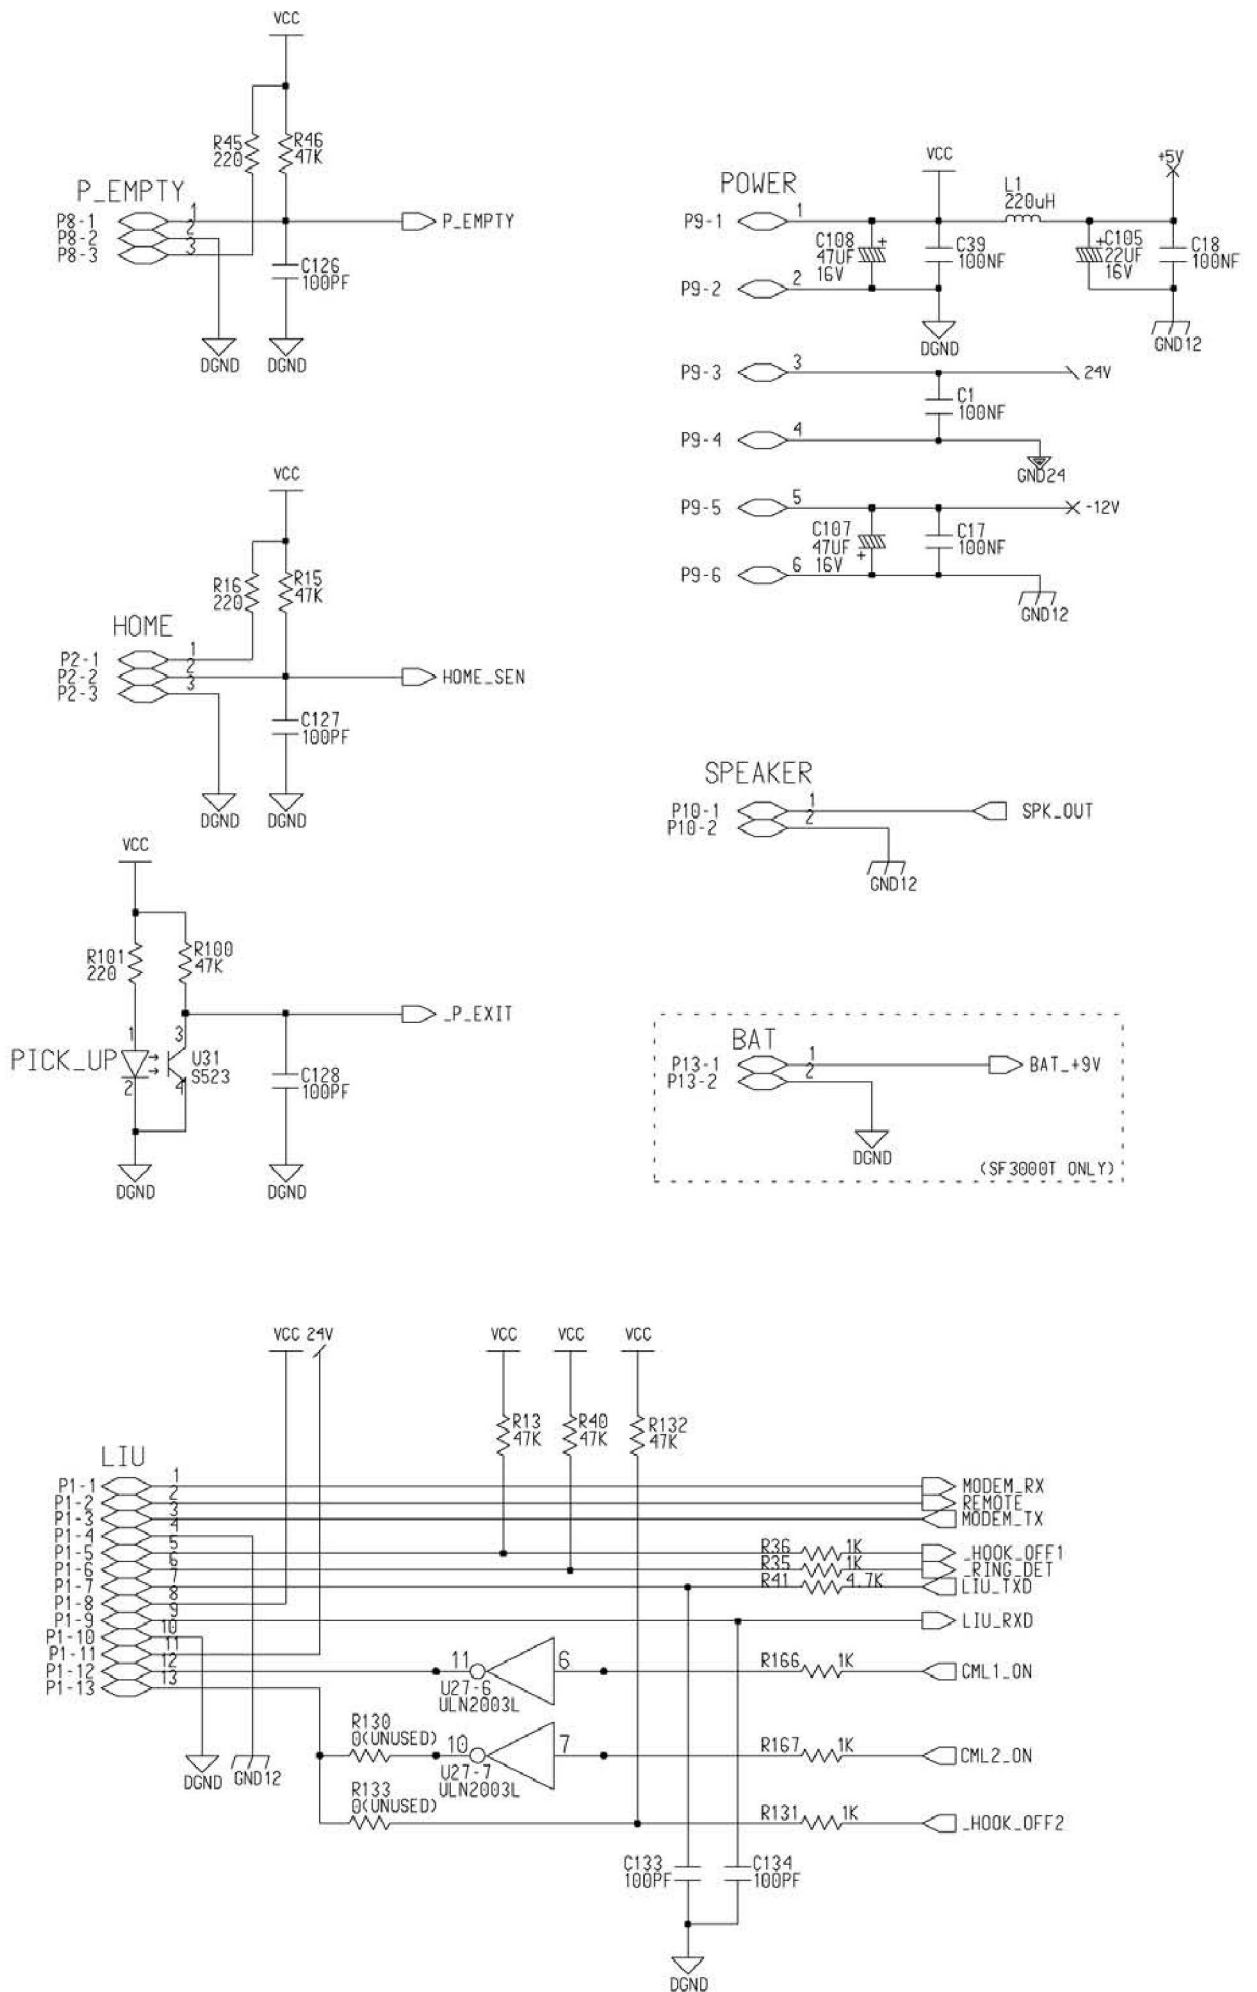 VCC
R45
220
R46
47K
P_EMPTY
P8-1
1
P8-2
2
P8-3
3
P_EMPTY
C126
100PF
DGND
DGND
POWER
VCC
+5V
L1
220uH
P9-1
1
C108
+
47UF
16V
C39
100NF
+
C105
22UF
16V
C18
100NF
P9-2
2
DGND
GND12
P9-3
3
24V
C1
100NF
P9-4
4
GND24
P9-5
5
-12V
C107
47UF
16V
+
C17
100NF
P9-6
6
GND12
VCC
R16
220
R15
47K
HOME
P2-1
1
P2-2
2
P2-3
3
HOME_SEN
C127
100PF
DGND
DGND
SPEAKER
P10-1
1
P10-2
2
SPK_OUT
GND12
VCC
R101
220
R100
47K
_P_EXIT
PICK_UP
1
2
3
4
U31
S523
C128
100PF
DGND
DGND
BAT
P13-1
1
P13-2
2
BAT_+9V
DGND
(SF3000T ONLY)
VCC 24V
VCC
VCC
VCC
R13
47K
R40
47K
R132
47K
LIU
P1-1
1
MODEM_RX
P1-2
2
REMOTE
P1-3
3
MODEM_TX
P1-4
4
P1-5
5
R36
1K
_HOOK_OFF1
P1-6
6
R35
1K
_RING_DET
P1-7
7
R41
4.7K
LIU_TXD
P1-8
8
P1-9
9
LIU_RXD
P1-10
10
P1-11
11
P1-12
12
P1-13
13
11
6
U27-6
ULN2003L
R166
1K
CML1_ON
R130
0(UNUSED)
10
7
U27-7
ULN2003L
R167
1K
CML2_ON
DGND
GND12
R133
0(UNUSED)
R131
1K
_HOOK_OFF2
C133
100PF
C134
100PF
DGND